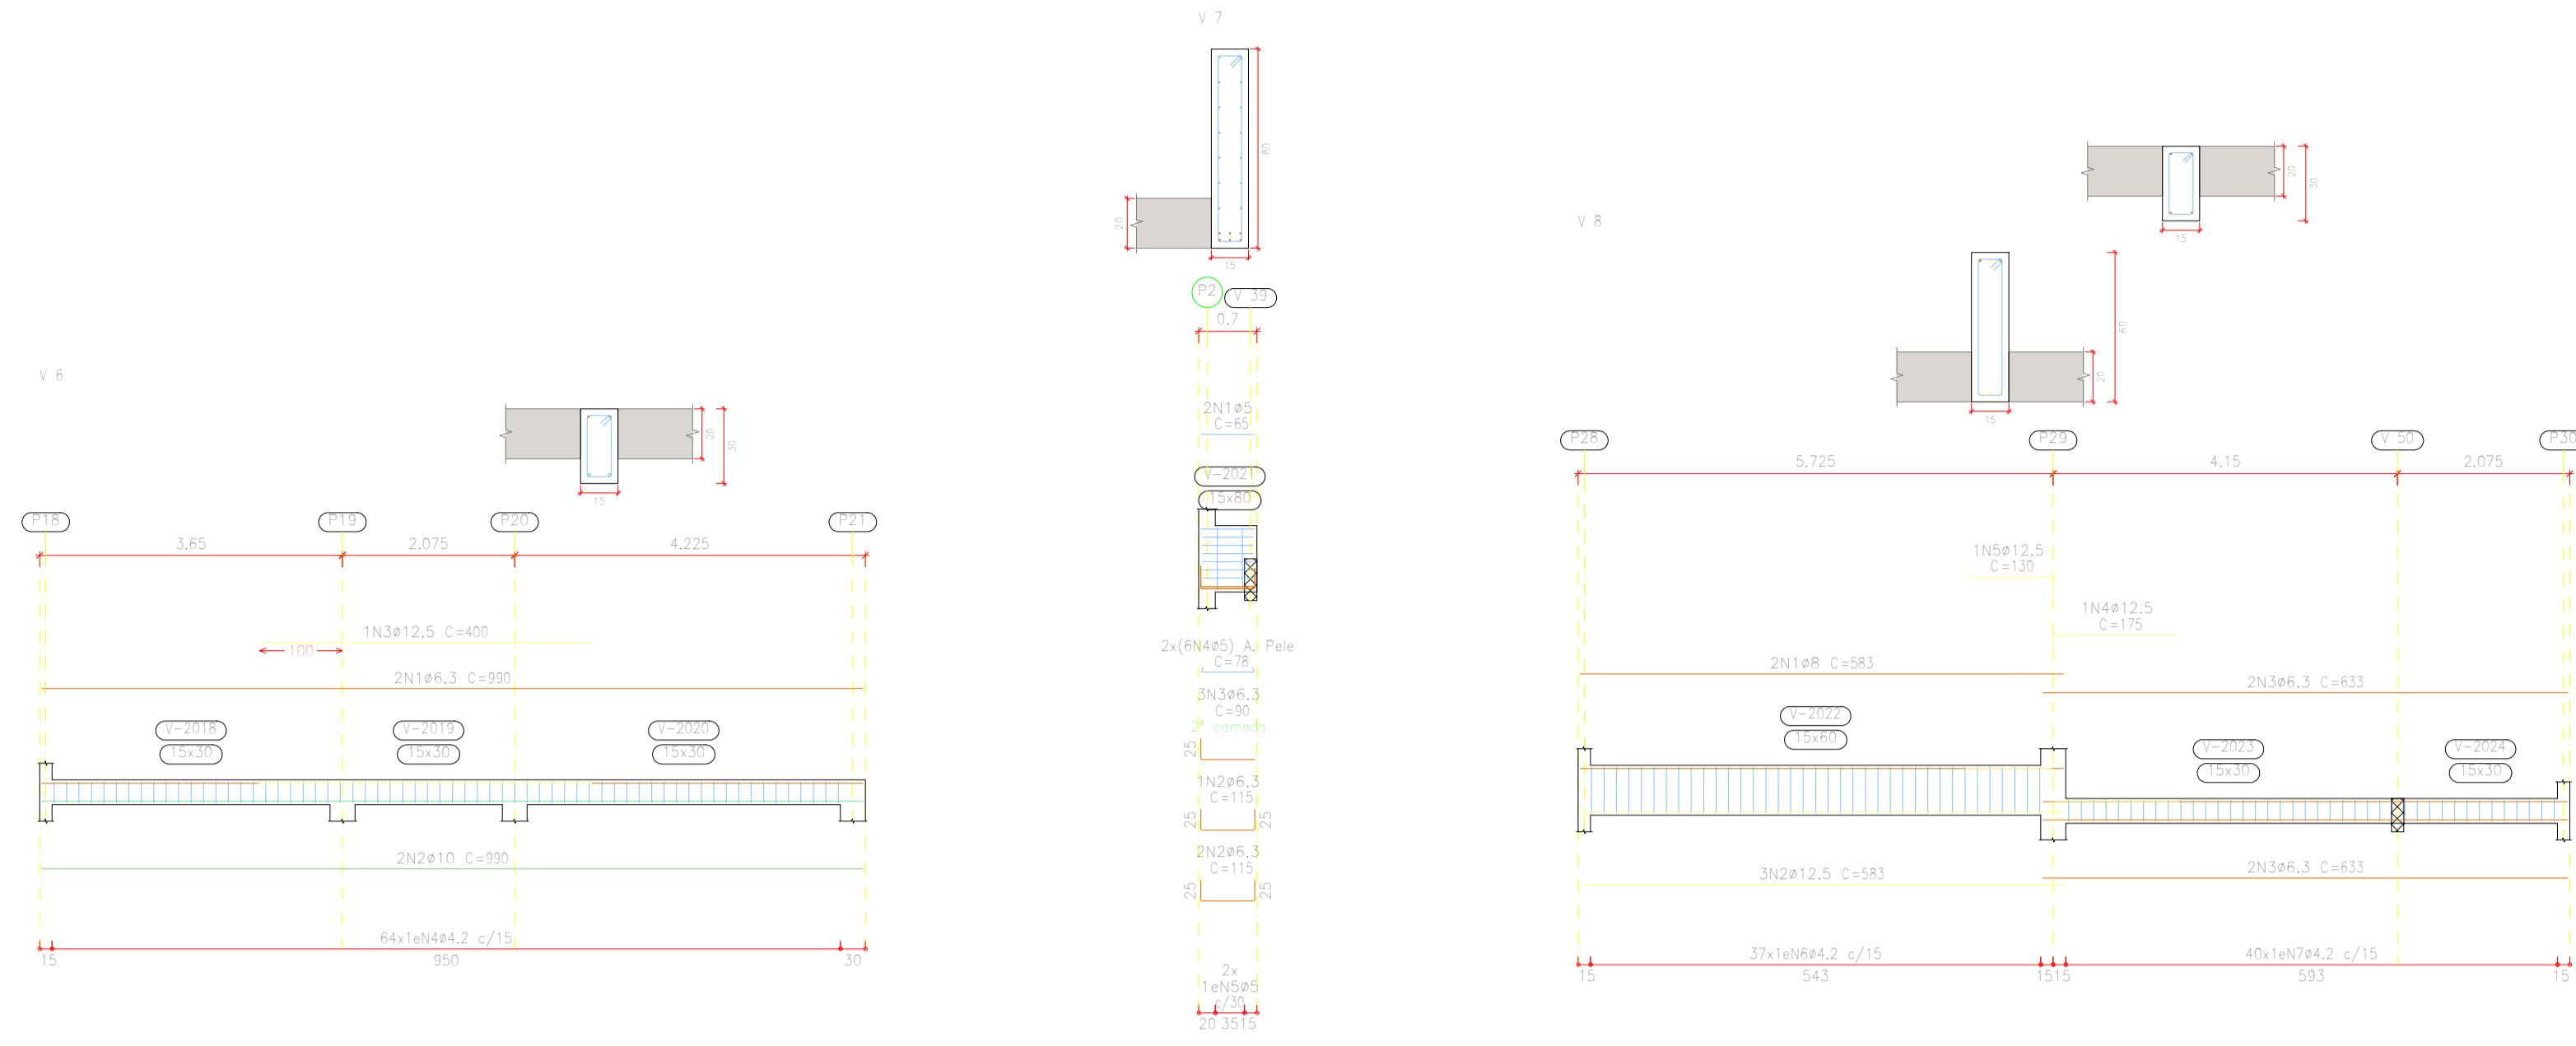 V 6
20
30
15
P18
P19
P20
P21
3.65
2.075
4.225
1N3ø12.5 C=400
100
2N1ø6.3 C=990
V-2018
15x30
V-2019
15x30
V-2020
15x30
2N2ø10 C=990
64x1eN4ø4.2 c/15
15
950
30
V 7
80
20
15
P2
V 39
0.7
2N1ø5
C=65
V-2021
15x80
2x(6N4ø5) A. Pele
C=78
3N3ø6.3
C=90
2ª camada
25
1N2ø6.3
C=115
25
25
2N2ø6.3
C=115
25
25
2x
1eN5ø5
c/30
20 3515
V 8
20
30
15
60
20
15
P28
P29
V 50
P30
5.725
4.15
2.075
1N5ø12.5
C=130
1N4ø12.5
C=175
2N1ø8 C=583
2N3ø6.3 C=633
V-2022
15x60
V-2023
15x30
V-2024
15x30
3N2ø12.5 C=583
2N3ø6.3 C=633
37x1eN6ø4.2 c/15
40x1eN7ø4.2 c/15
15
543
1515
593
15